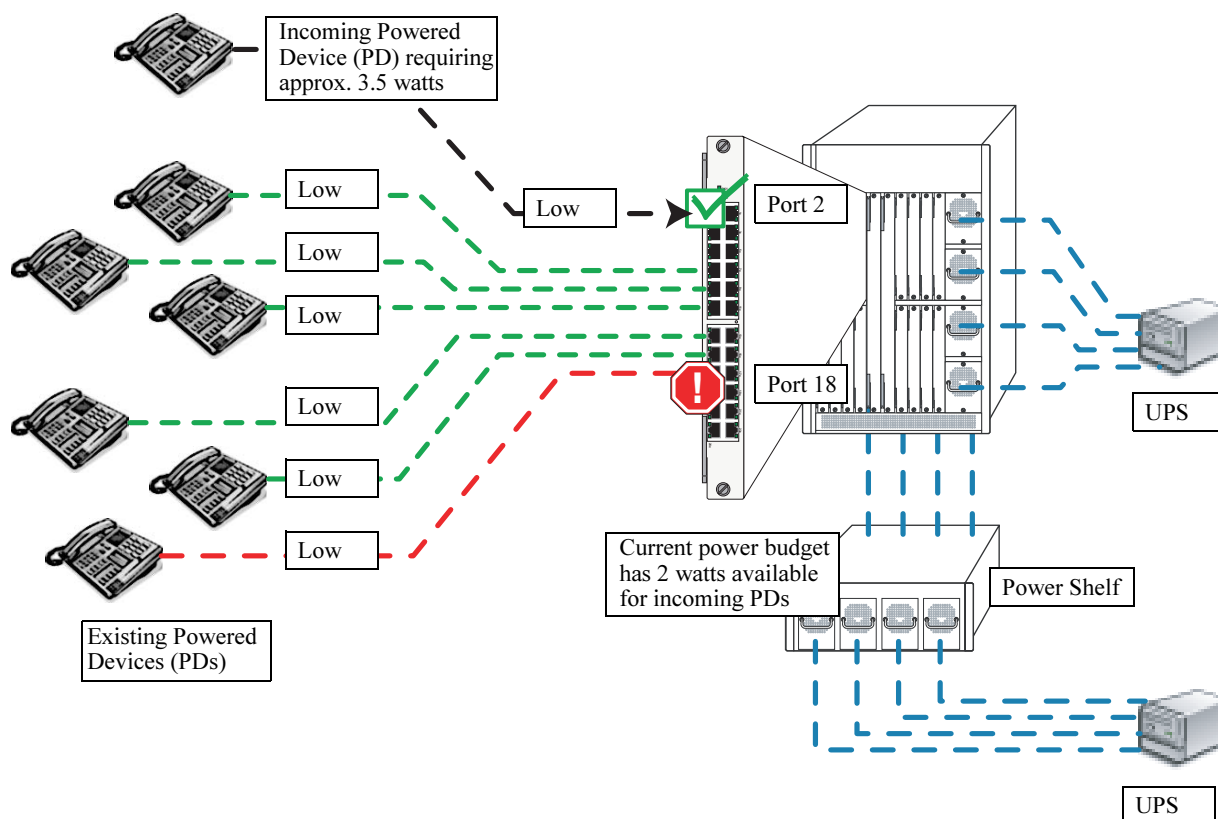 Incoming Powered
Device (PD) requiring
approx. 3.5 watts
Low
Low
Port 2
Low
Low
Port 18
Low
Low
Low
UPS
Current power budget
has 2 watts available
for incoming PDs
Power Shelf
Existing Powered
Devices (PDs)
UPS